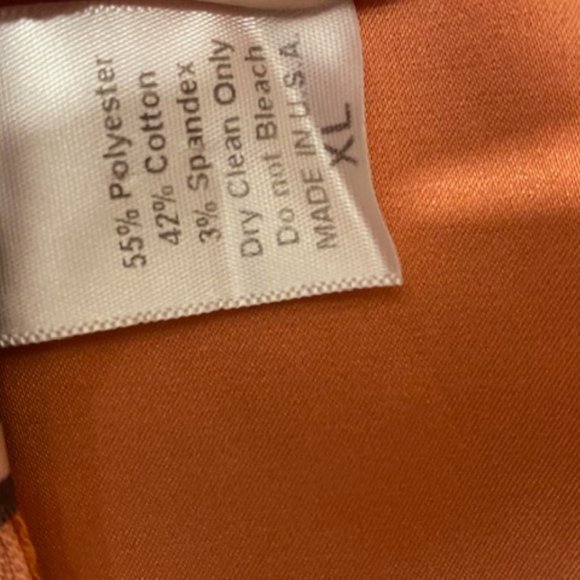 55% Polyester
42% Cotton
3% Spandex
Dry Clean Only
Do not Bleach
MADE IN U.S.A.
XL